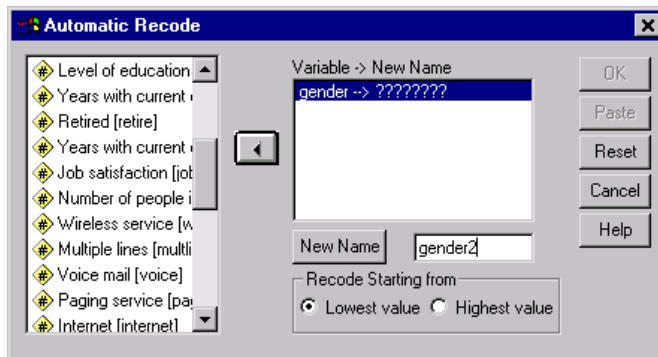 Automatic Recode
Level of education
Years with current
Retired [retire]
Years with current
Job satisfaction [job
Number of people i
Wireless service [w
Multiple lines [multli
Voice mail [voice]
Paging service [pag
Internet [internet]
Variable -> New Name
gender --> ????????
New Name
gender2
Recode Starting from
Lowest value
Highest value
OK
Paste
Reset
Cancel
Help